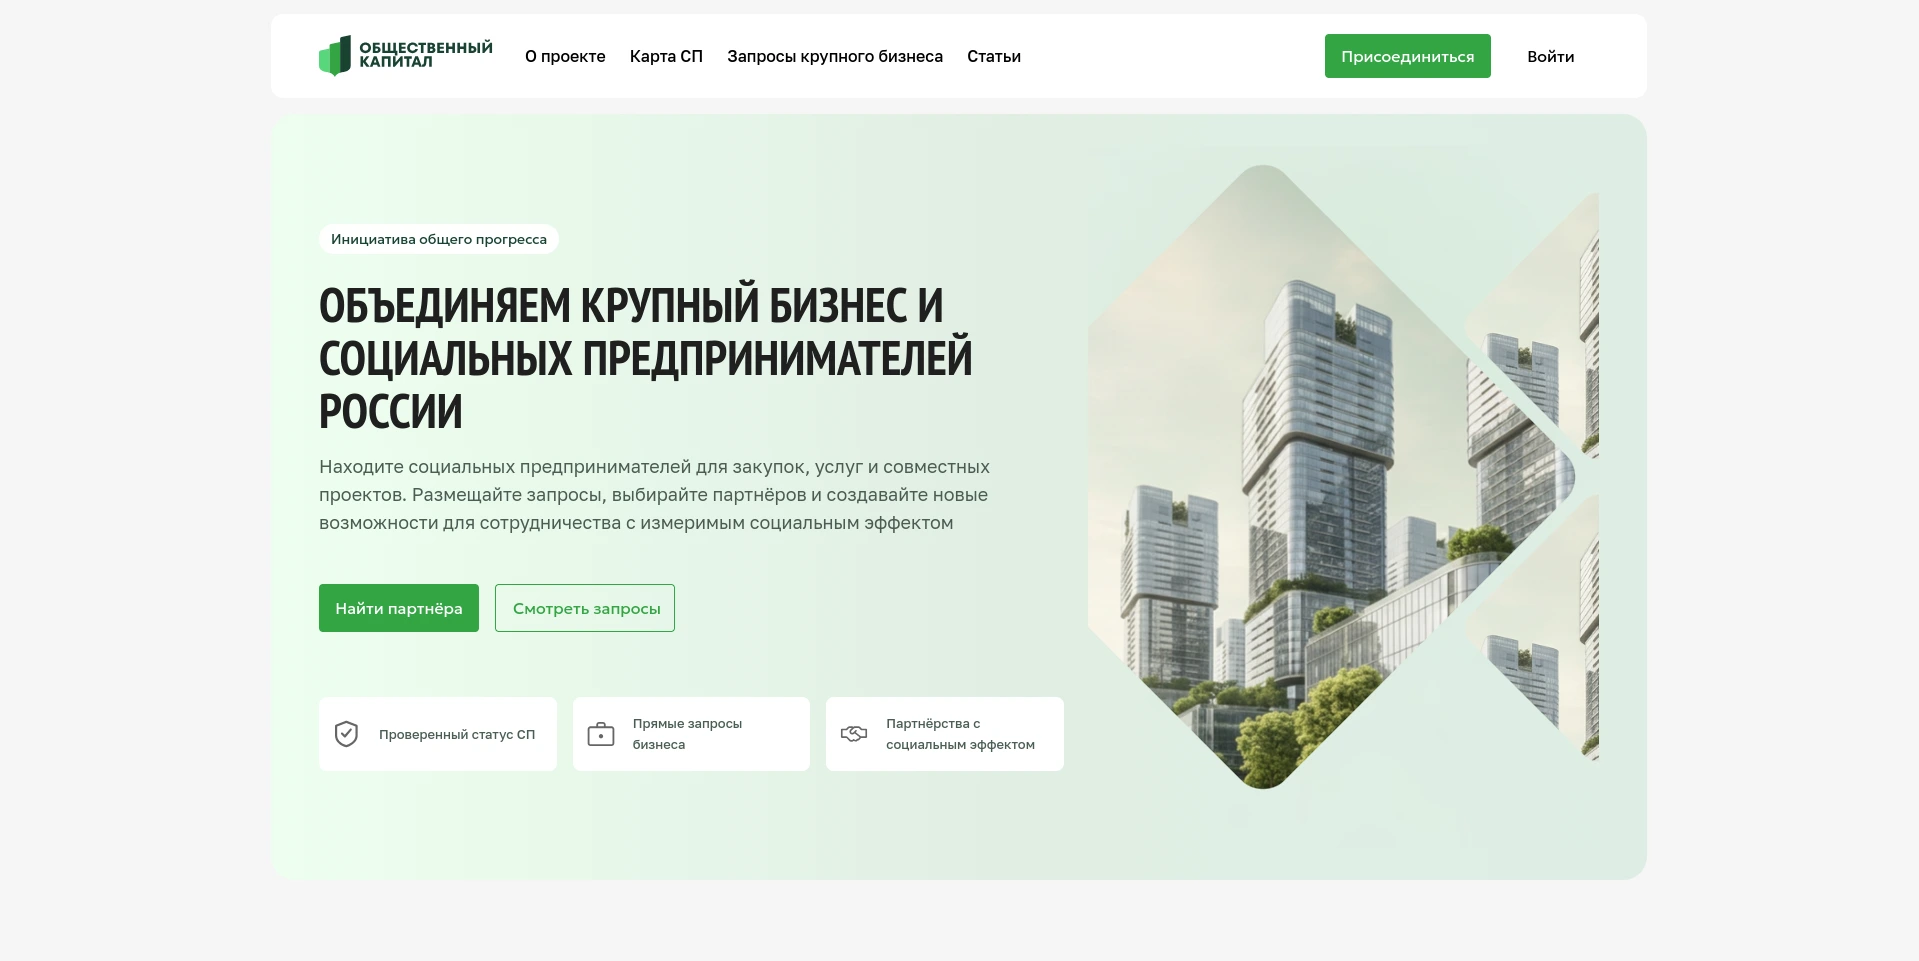 ОБЩЕСТВЕННЫЙ
КАПИТАЛ
О проекте
Карта СП
Запросы крупного бизнеса
Статьи
Присоединиться
Войти
Инициатива общего прогресса
ОБЪЕДИНЯЕМ КРУПНЫЙ БИЗНЕС И
СОЦИАЛЬНЫХ ПРЕДПРИНИМАТЕЛЕЙ
РОССИИ
Находите социальных предпринимателей для закупок, услуг и совместных
проектов. Размещайте запросы, выбирайте партнёров и создавайте новые
возможности для сотрудничества с измеримым социальным эффектом
Найти партнёра
Смотреть запросы
Проверенный статус СП
Прямые запросы
бизнеса
Партнёрства с
социальным эффектом